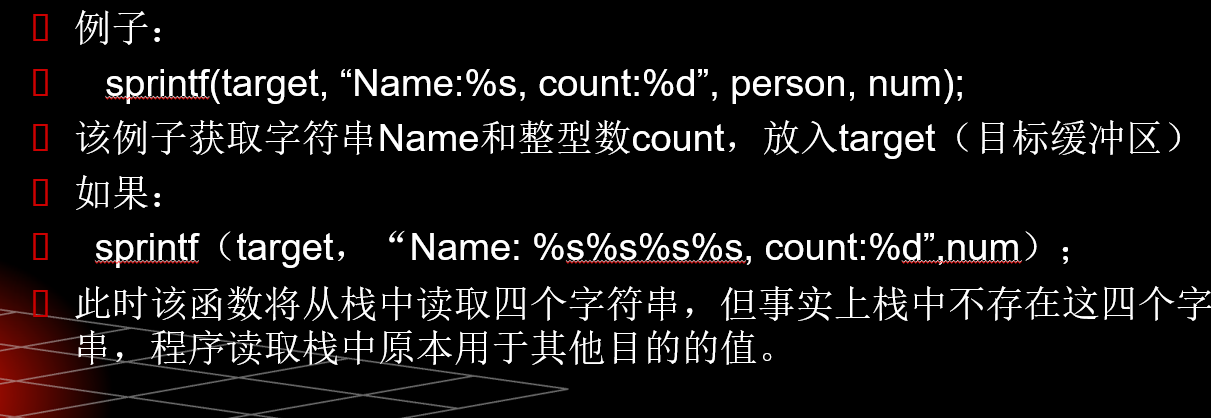 例子：
sprintf(target, “Name:%s, count:%d”, person, num);
该例子获取字符串Name和整型数count，放入target（目标缓冲区）
如果：
sprintf（target， “Name: %s%s%s%s, count:%d”,num）；
此时该函数将从栈中读取四个字符串，但事实上栈中不存在这四个字
串，程序读取栈中原本用于其他目的的值。